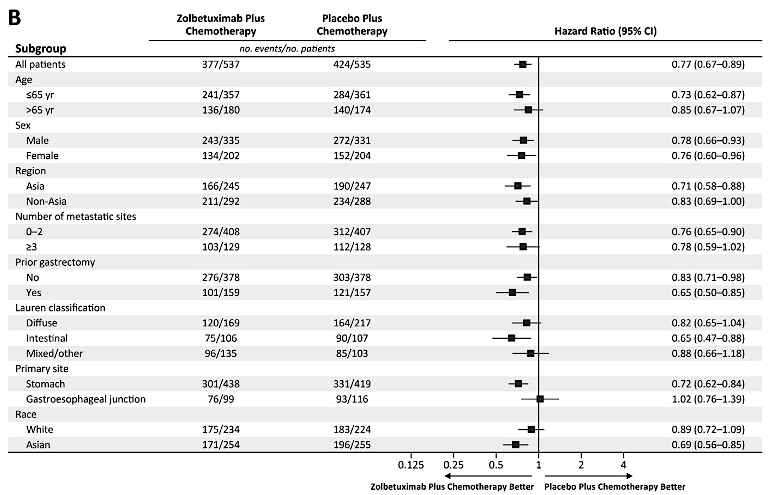 B
Zolbetuximab Plus Chemotherapy Placebo Plus Chemotherapy Hazard Ratio (95% CI)
Subgroup no. events/no. patients
All patients 377/537 424/535 0.77 (0.67–0.89)
Age
≤65 yr 241/357 284/361 0.73 (0.62–0.87)
>65 yr 136/180 140/174 0.85 (0.67–1.07)
Sex
Male 243/335 272/331 0.78 (0.66–0.93)
Female 134/202 152/204 0.76 (0.60–0.96)
Region
Asia 166/245 190/247 0.71 (0.58–0.88)
Non-Asia 211/292 234/288 0.83 (0.69–1.00)
Number of metastatic sites
0–2 274/408 312/407 0.76 (0.65–0.90)
≥3 103/129 112/128 0.78 (0.59–1.02)
Prior gastrectomy
No 276/378 303/378 0.83 (0.71–0.98)
Yes 101/159 121/157 0.65 (0.50–0.85)
Lauren classification
Diffuse 120/169 164/217 0.82 (0.65–1.04)
Intestinal 75/106 90/107 0.65 (0.47–0.88)
Mixed/other 96/135 85/103 0.88 (0.66–1.18)
Primary site
Stomach 301/438 331/419 0.72 (0.62–0.84)
Gastroesophageal junction 76/99 93/116 1.02 (0.76–1.39)
Race
White 175/234 183/224 0.89 (0.72–1.09)
Asian 171/254 196/255 0.69 (0.56–0.85)
0.125 0.25 0.5 1 2 4
Zolbetuximab Plus Chemotherapy Better Placebo Plus Chemotherapy Better